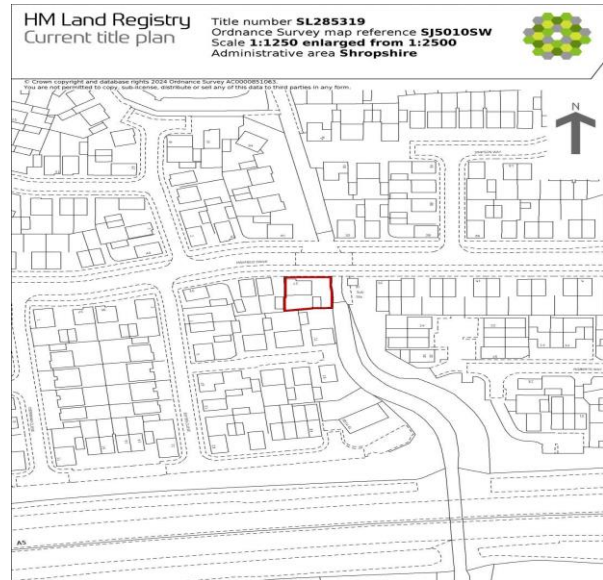 HM Land Registry
Current title plan
Title number SL285319
Ordnance Survey map reference SJ5010SW
Scale 1:1250 enlarged from 1:2500
Administrative area Shropshire
© Crown copyright and database rights 2024 Ordnance Survey AC0000851063.
You are not permitted to copy, sub-license, distribute or sell any of this data to third parties in any form.
N
A5